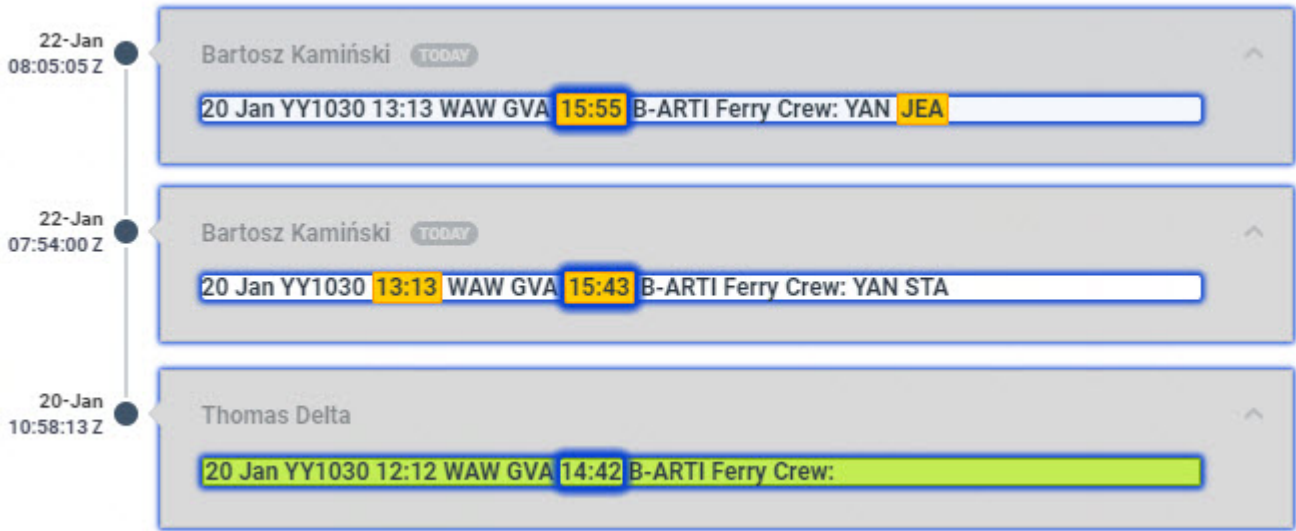 22-Jan
08:05:05 Z
Bartosz Kamiński TODAY
20 Jan YY1030 13:13 WAW GVA 15:55 B-ARTI Ferry Crew: YAN JEA
22-Jan
07:54:00 Z
Bartosz Kamiński TODAY
20 Jan YY1030 13:13 WAW GVA 15:43 B-ARTI Ferry Crew: YAN STA
20-Jan
10:58:13 Z
Thomas Delta
20 Jan YY1030 12:12 WAW GVA 14:42 B-ARTI Ferry Crew: